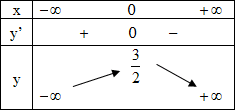 x −∞ 0 +∞
y’ + 0 −
y −∞ 3/2 +∞